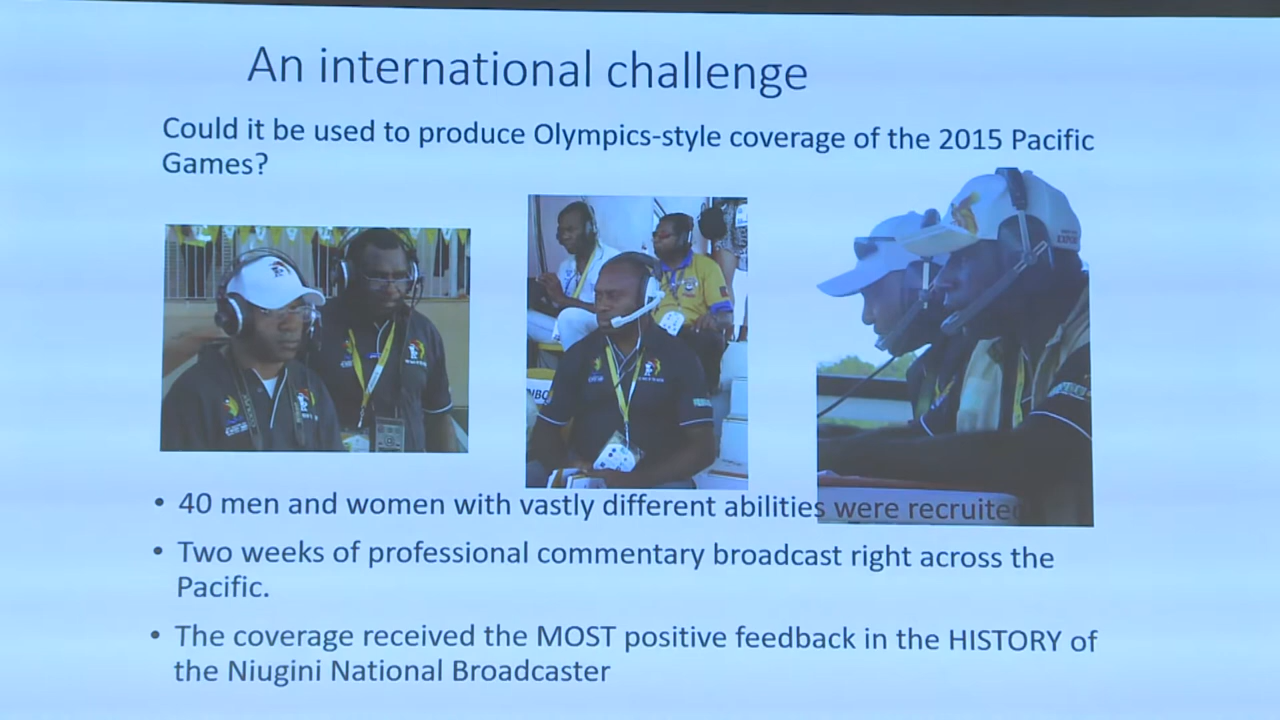 An international challenge
Could it be used to produce Olympics-style coverage of the 2015 Pacific
Games?
• 40 men and women with vastly different abilities were recruited
• Two weeks of professional commentary broadcast right across the
Pacific.
• The coverage received the MOST positive feedback in the HISTORY of
the Niugini National Broadcaster